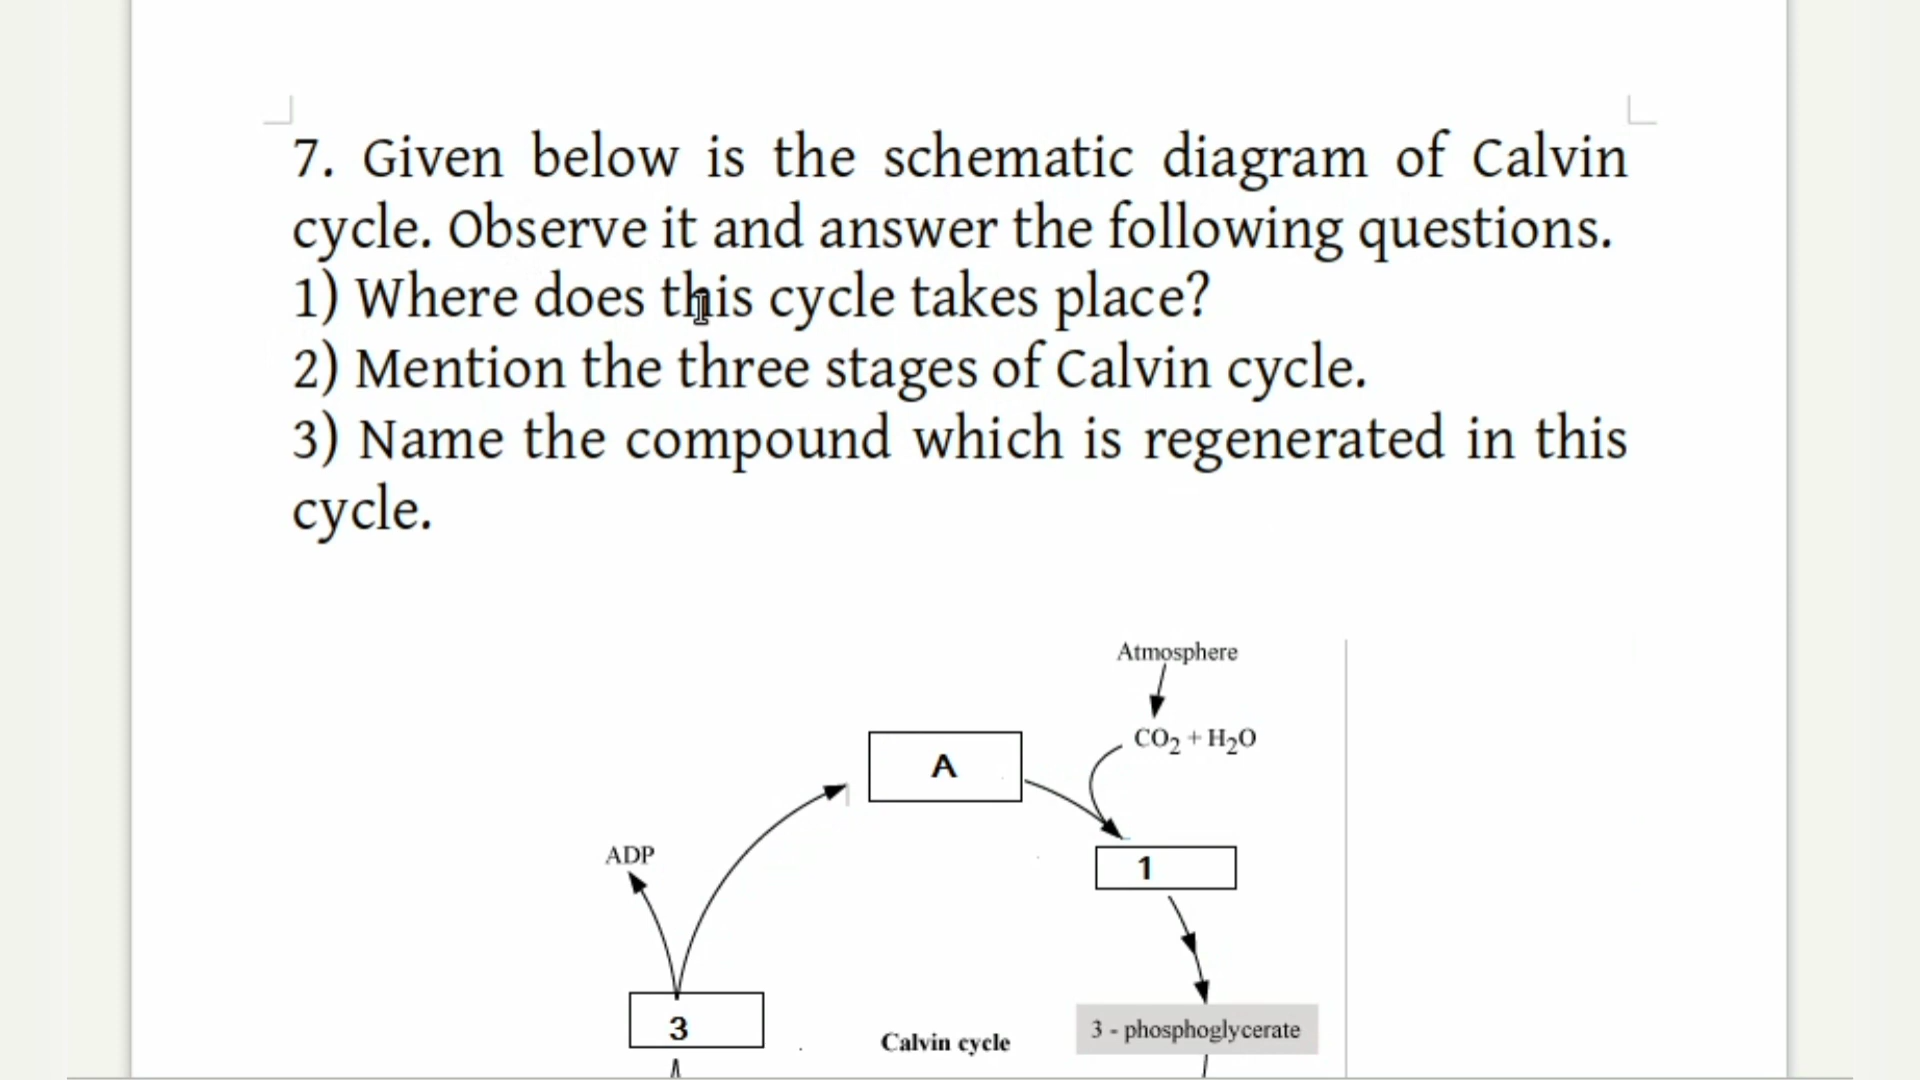 7. Given below is the schematic diagram of Calvin
cycle. Observe it and answer the following questions.
1) Where does this cycle takes place?
2) Mention the three stages of Calvin cycle.
3) Name the compound which is regenerated in this
cycle.
Atmosphere
CO₂ + H₂O
A
ADP
1
3
Calvin cycle
3 - phosphoglycerate